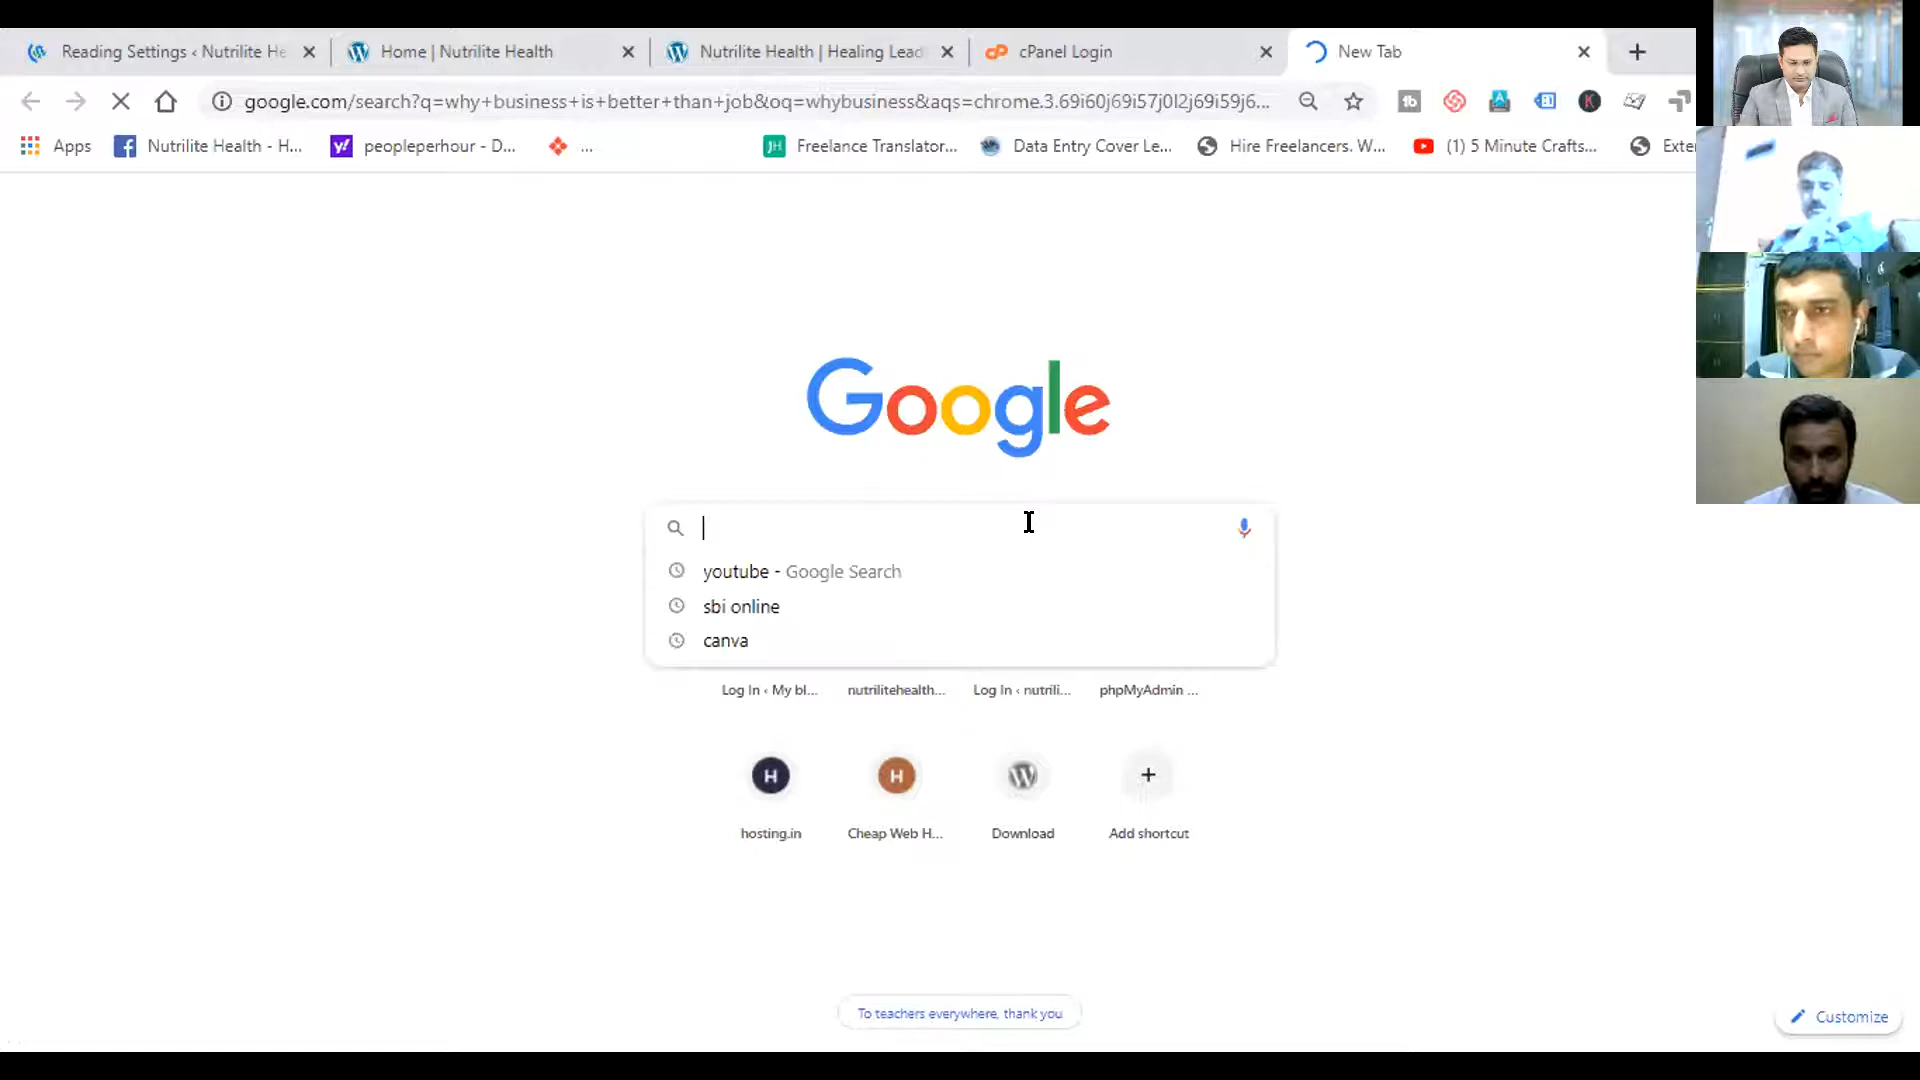 Reading Settings ‹ Nutrilite He
Home | Nutrilite Health
Nutrilite Health | Healing Lead
cPanel Login
New Tab
google.com/search?q=why+business+is+better+than+job&oq=whybusiness&aqs=chrome.3.69i60j69i57j0l2j69i59j6...
Apps
Nutrilite Health - H...
peopleperhour - D...
...
Freelance Translator...
Data Entry Cover Le...
Hire Freelancers. W...
(1) 5 Minute Crafts...
Exter
Google
youtube - Google Search
sbi online
canva
Log In ‹ My bl...
nutrilitehealth...
Log In ‹ nutrili...
phpMyAdmin ...
H
H
hosting.in
Cheap Web H...
Download
Add shortcut
To teachers everywhere, thank you
Customize